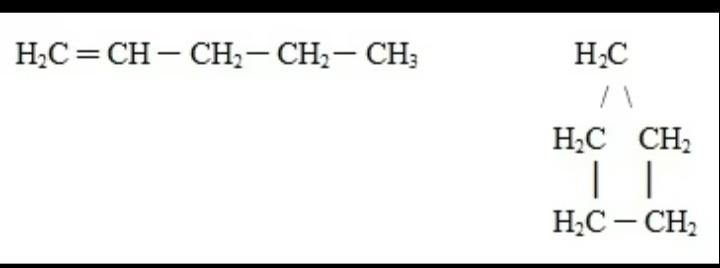 H₂C=CH—CH₂—CH₂—CH₃
H₂C
/ \
H₂C CH₂
| |
H₂C—CH₂